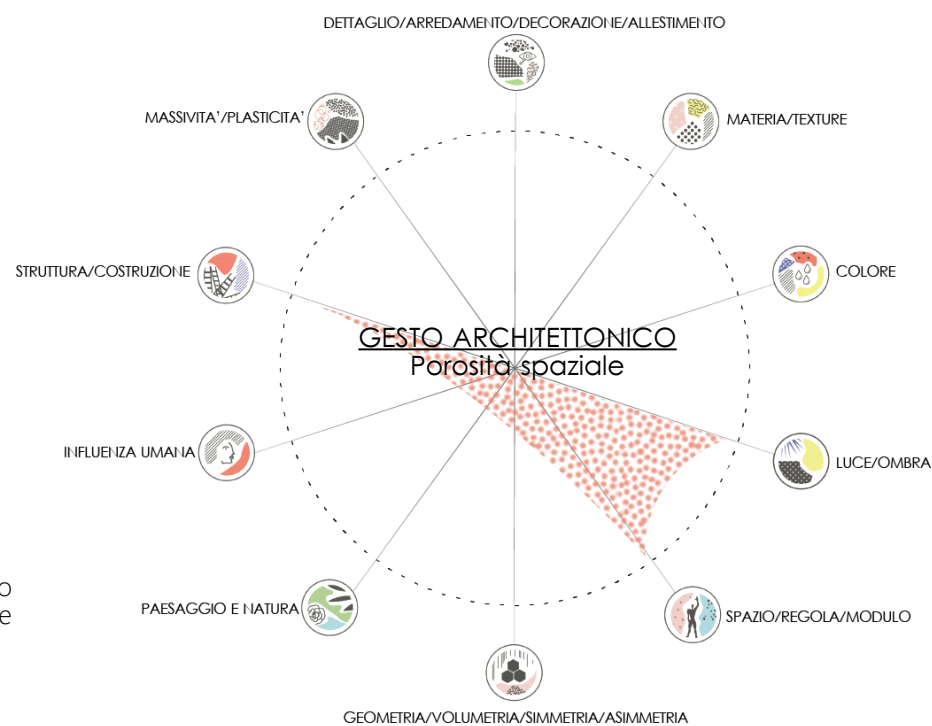 DETTAGLIO/ARREDAMENTO/DECORAZIONE/ALLESTIMENTO
MASSIVITA'/PLASTICITA'
MATERIA/TEXTURE
STRUTTURA/COSTRUZIONE
COLORE
GESTO ARCHITETTONICO
Porosità spaziale
INFLUENZA UMANA
LUCE/OMBRA
o
e
PAESAGGIO E NATURA
SPAZIO/REGOLA/MODULO
GEOMETRIA/VOLUMETRIA/SIMMETRIA/ASIMMETRIA